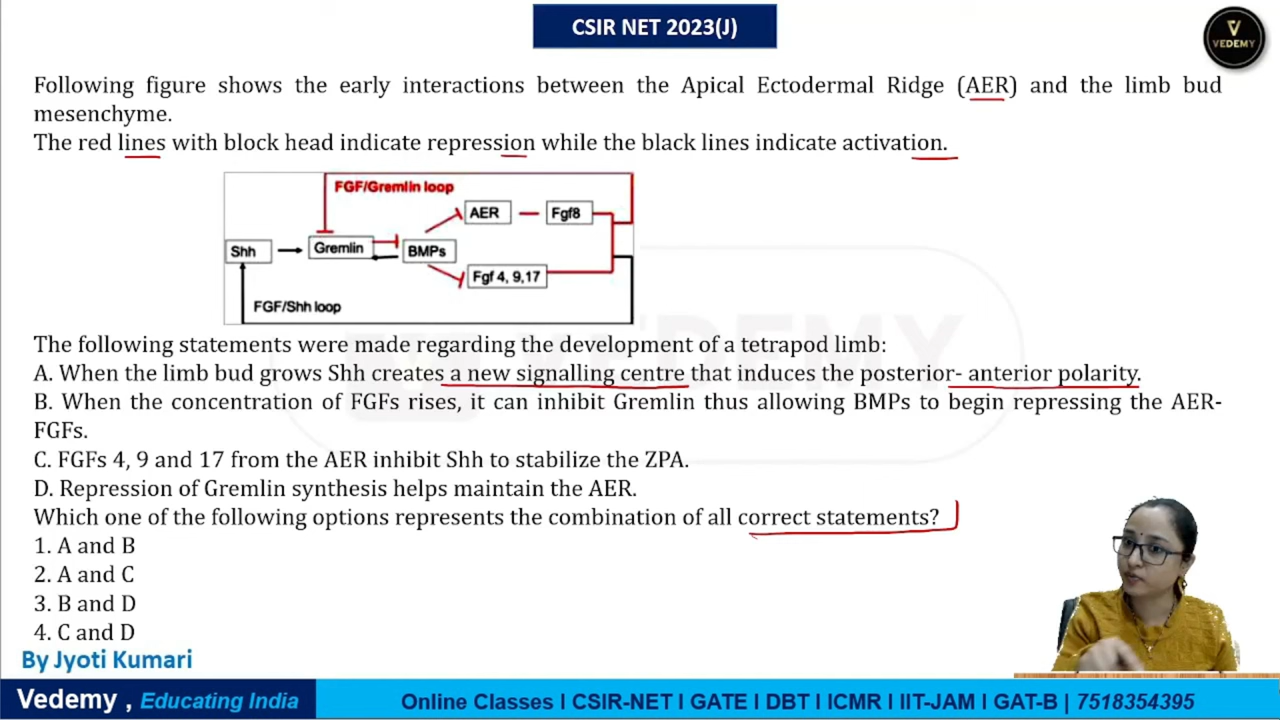 CSIR NET 2023(J)
VEDEMY
Following figure shows the early interactions between the Apical Ectodermal Ridge (AER) and the limb bud
mesenchyme.
The red lines with block head indicate repression while the black lines indicate activation.
FGF/Gremlin loop
AER
Fgf8
Shh
Gremlin
BMPs
Fgf 4, 9,17
FGF/Shh loop
VEDEMY
The following statements were made regarding the development of a tetrapod limb:
A. When the limb bud grows Shh creates a new signalling centre that induces the posterior- anterior polarity.
B. When the concentration of FGFs rises, it can inhibit Gremlin thus allowing BMPs to begin repressing the AER-
FGFs.
C. FGFs 4, 9 and 17 from the AER inhibit Shh to stabilize the ZPA.
D. Repression of Gremlin synthesis helps maintain the AER.
Which one of the following options represents the combination of all correct statements?
1. A and B
2. A and C
3. B and D
4. C and D
By Jyoti Kumari
Vedemy , Educating India
Online Classes I CSIR-NET I GATE I DBT I ICMR I IIT-JAM I GAT-B | 7518354395